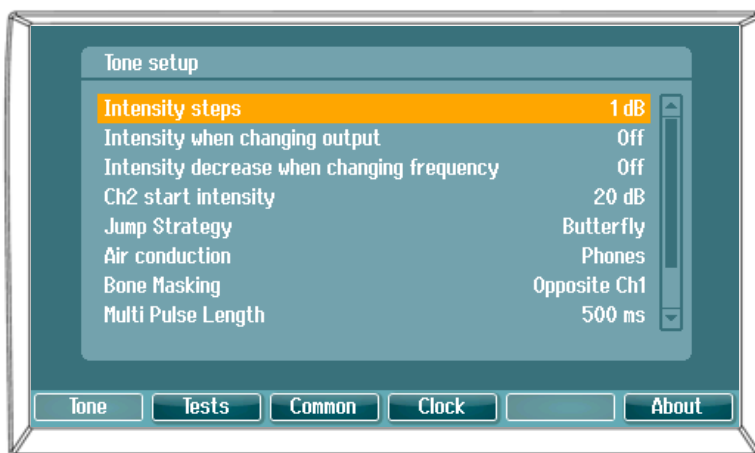 Tone setup
Intensity steps 1 dB
Intensity when changing output Off
Intensity decrease when changing frequency Off
Ch2 start intensity 20 dB
Jump Strategy Butterfly
Air conduction Phones
Bone Masking Opposite Ch1
Multi Pulse Length 500 ms
Tone Tests Common Clock About